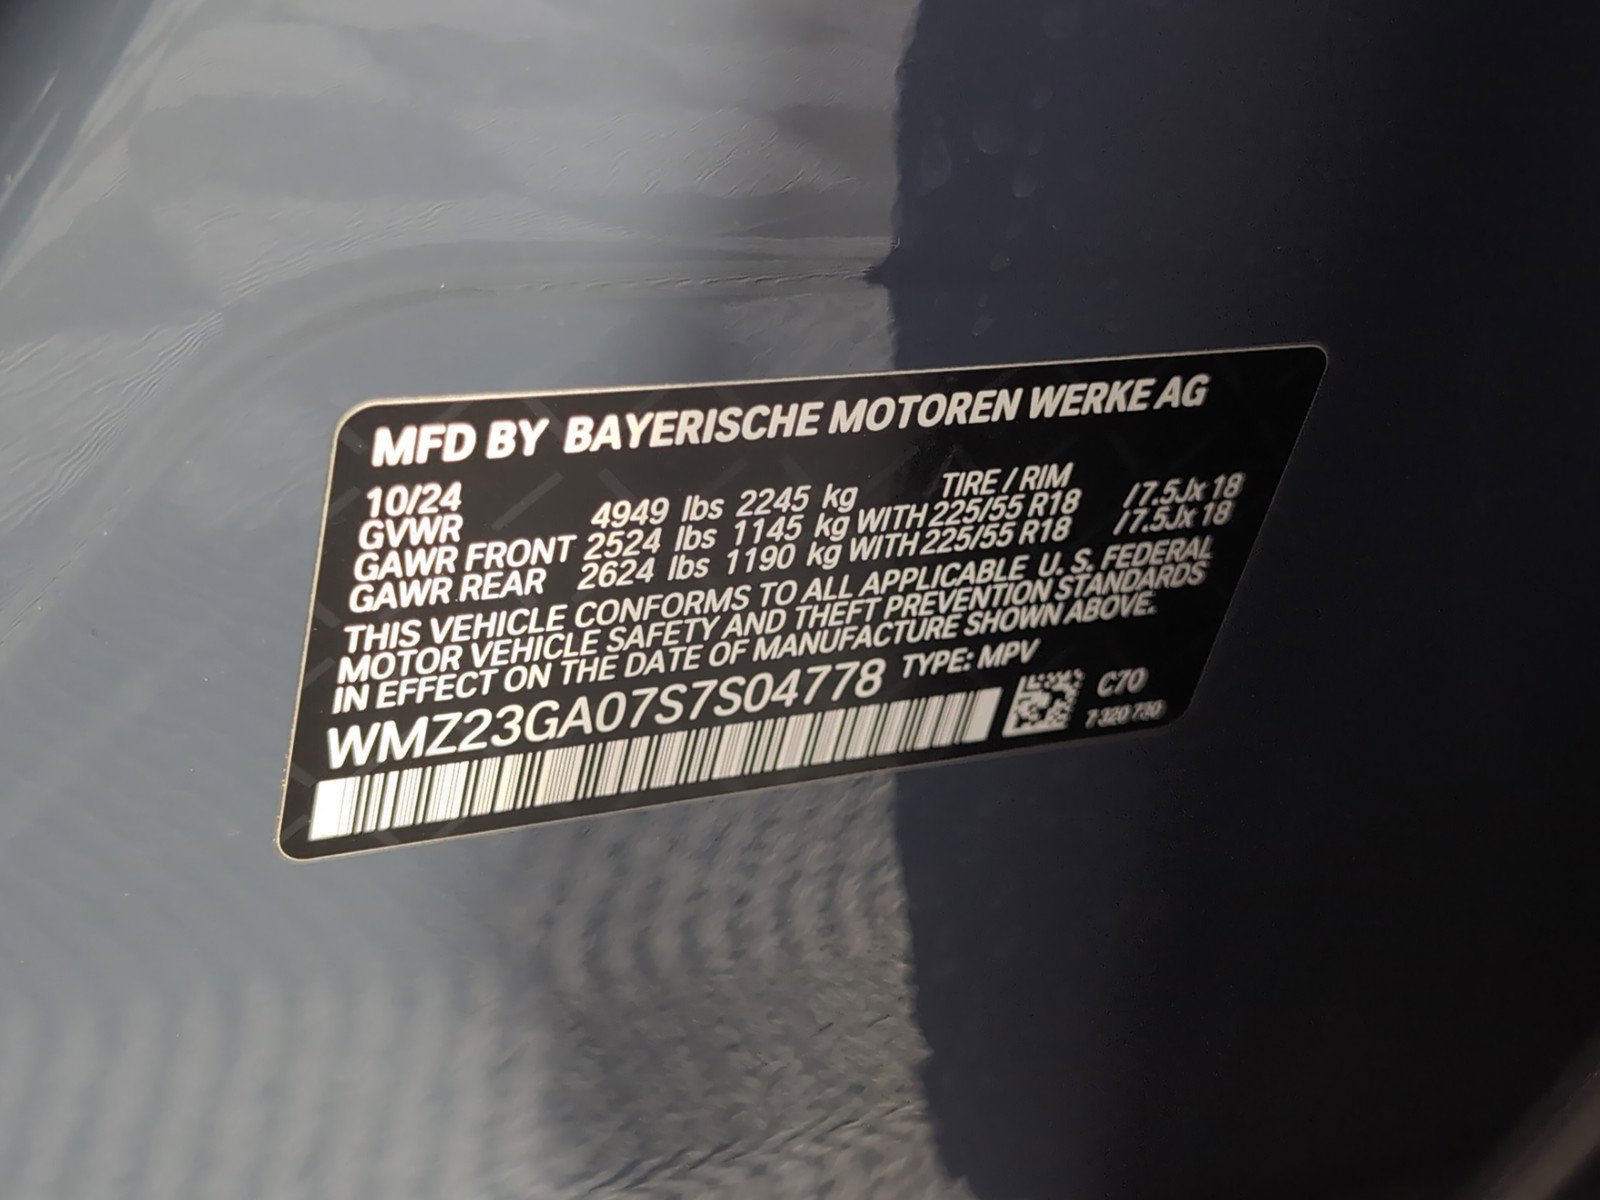 MFD BY BAYERISCHE MOTOREN WERKE AG
10/24 TIRE / RIM
GVWR 4949 lbs 2245 kg
GAWR FRONT 2524 lbs 1145 kg WITH 225/55 R18 / 7.5Jx 18
GAWR REAR 2624 lbs 1190 kg WITH 225/55 R18 / 7.5Jx 18
THIS VEHICLE CONFORMS TO ALL APPLICABLE U. S. FEDERAL
MOTOR VEHICLE SAFETY AND THEFT PREVENTION STANDARDS
IN EFFECT ON THE DATE OF MANUFACTURE SHOWN ABOVE.
WMZ23GA07S7S04778 TYPE: MPV
C70
7 320 730